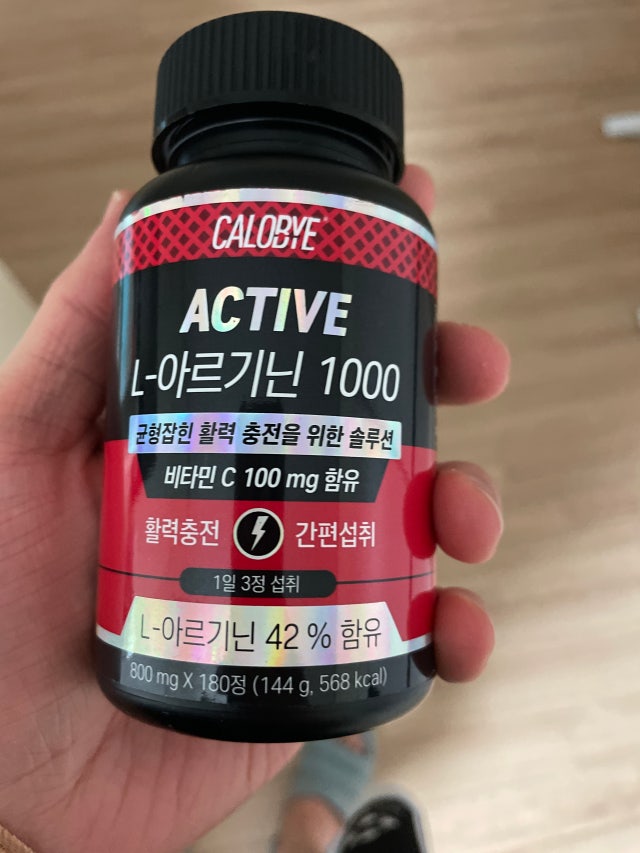 CALOBYE
ACTIVE
L-아르기닌 1000
균형잡힌 활력 충전을 위한 솔루션
비타민 C 100 mg 함유
활력충전 간편섭취
1일 3정 섭취
L-아르기닌 42 % 함유
800 mg X 180정 (144 g, 568 kcal)